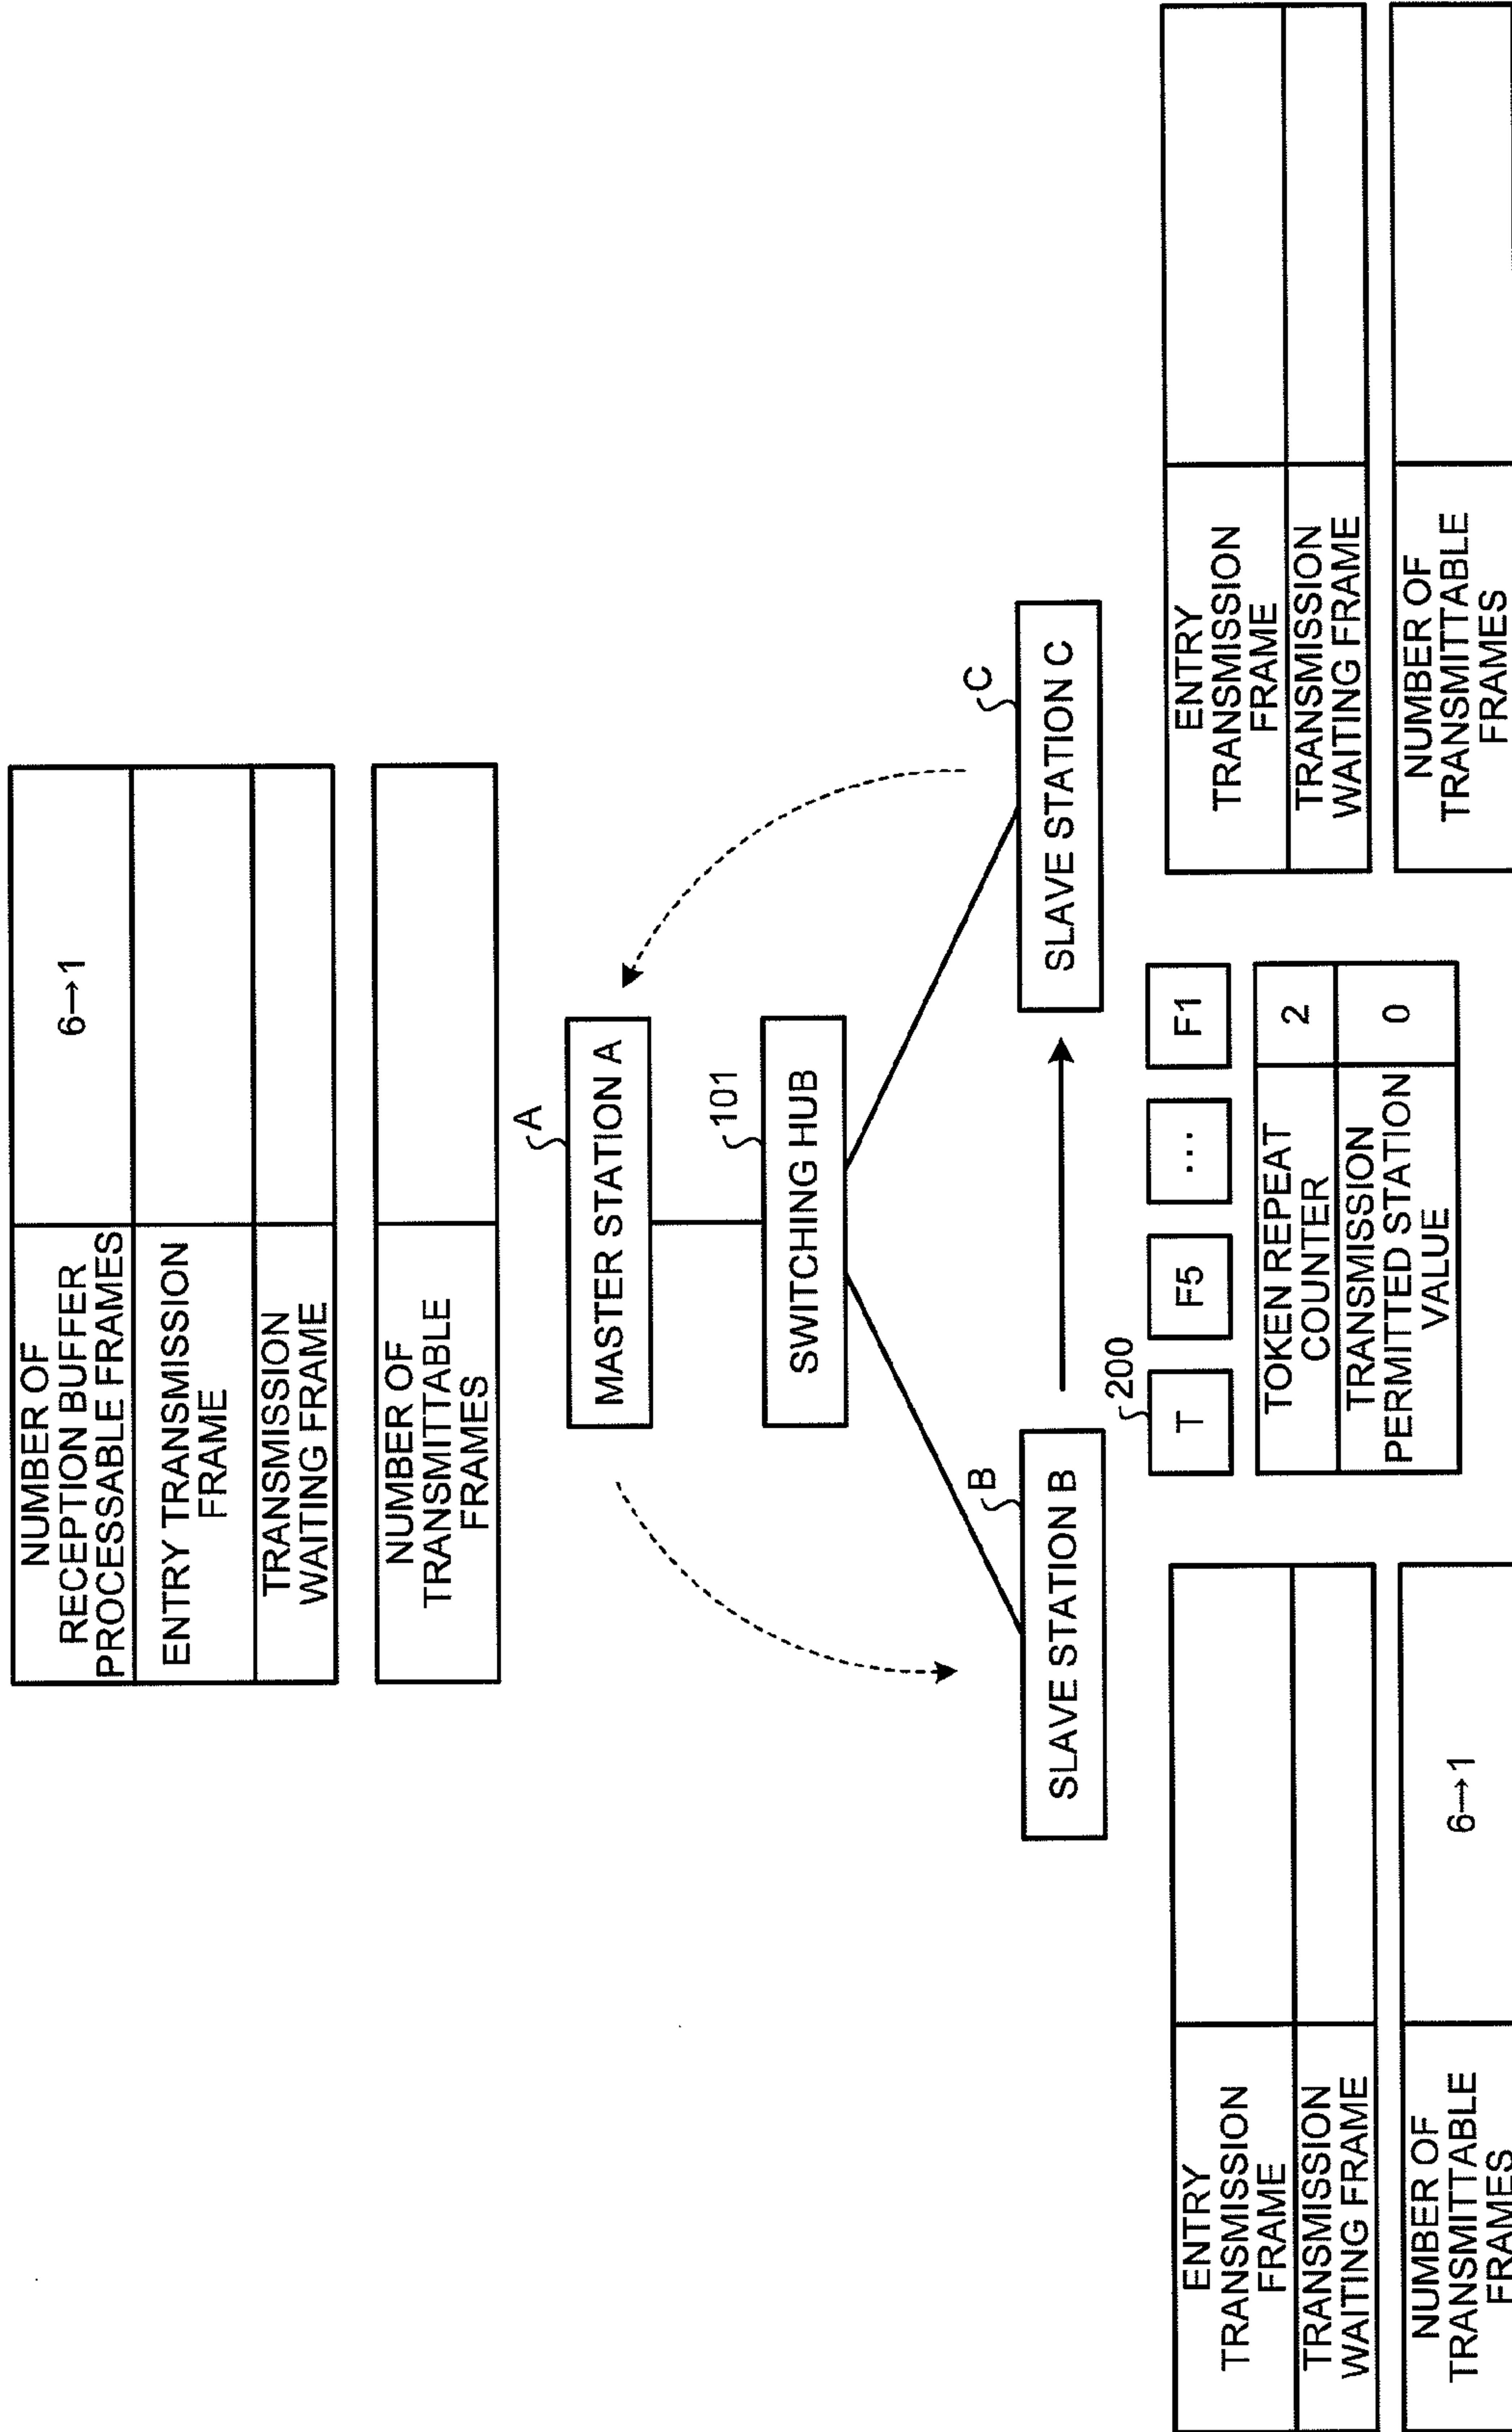 NUMBER OF
RECEPTION BUFFER
PROCESSABLE FRAMES
6→1
ENTRY TRANSMISSION
FRAME
TRANSMISSION
WAITING FRAME
NUMBER OF
TRANSMITTABLE
FRAMES
A
MASTER STATION A
101
SWITCHING HUB
B
SLAVE STATION B
C
SLAVE STATION C
200
T
F5
...
F1
TOKEN REPEAT
COUNTER
2
TRANSMISSION
PERMITTED STATION
VALUE
0
ENTRY
TRANSMISSION
FRAME
TRANSMISSION
WAITING FRAME
NUMBER OF
TRANSMITTABLE
FRAMES
6→1
ENTRY
TRANSMISSION
FRAME
TRANSMISSION
WAITING FRAME
NUMBER OF
TRANSMITTABLE
FRAMES